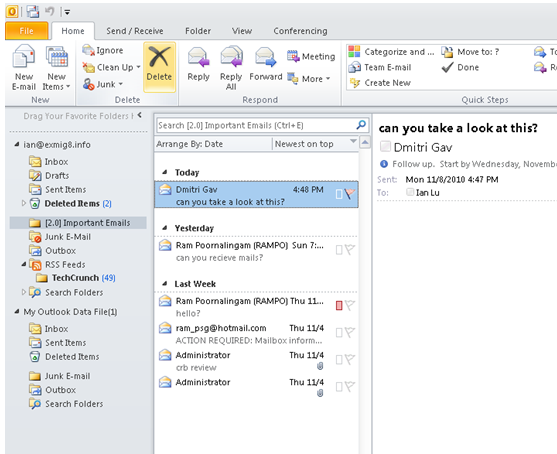 File Home Send / Receive Folder View Conferencing
New E-mail
New Items
New
Ignore
Clean Up
Junk
Delete
Delete
Reply
Reply All
Forward
Meeting
More
Respond
Categorize and ...
Team E-mail
Create New
Move to: ?
Done
To
Re
Quick Steps
Drag Your Favorite Folders
ian@exmig8.info
Inbox
Drafts
Sent Items
Deleted Items (2)
[2.0] Important Emails
Junk E-Mail
Outbox
RSS Feeds
TechCrunch (49)
Search Folders
My Outlook Data File(1)
Inbox
Sent Items
Deleted Items
Junk E-mail
Outbox
Search Folders
Search [2.0] Important Emails (Ctrl+E)
Arrange By: Date Newest on top
Today
Dmitri Gav 4:48 PM
can you take a look at this?
Yesterday
Ram Poornalingam (RAMPO) Sun 7:...
can you recieve mails?
Last Week
Ram Poornalingam (RAMPO) Thu 11...
hello?
ram_psg@hotmail.com Thu 11/4
ACTION REQUIRED: Mailbox inform...
Administrator Thu 11/4
crb review
Administrator Thu 11/4
can you take a look at this?
Dmitri Gav
Follow up. Start by Wednesday, Novembe
Sent: Mon 11/8/2010 4:47 PM
To: Ian Lu